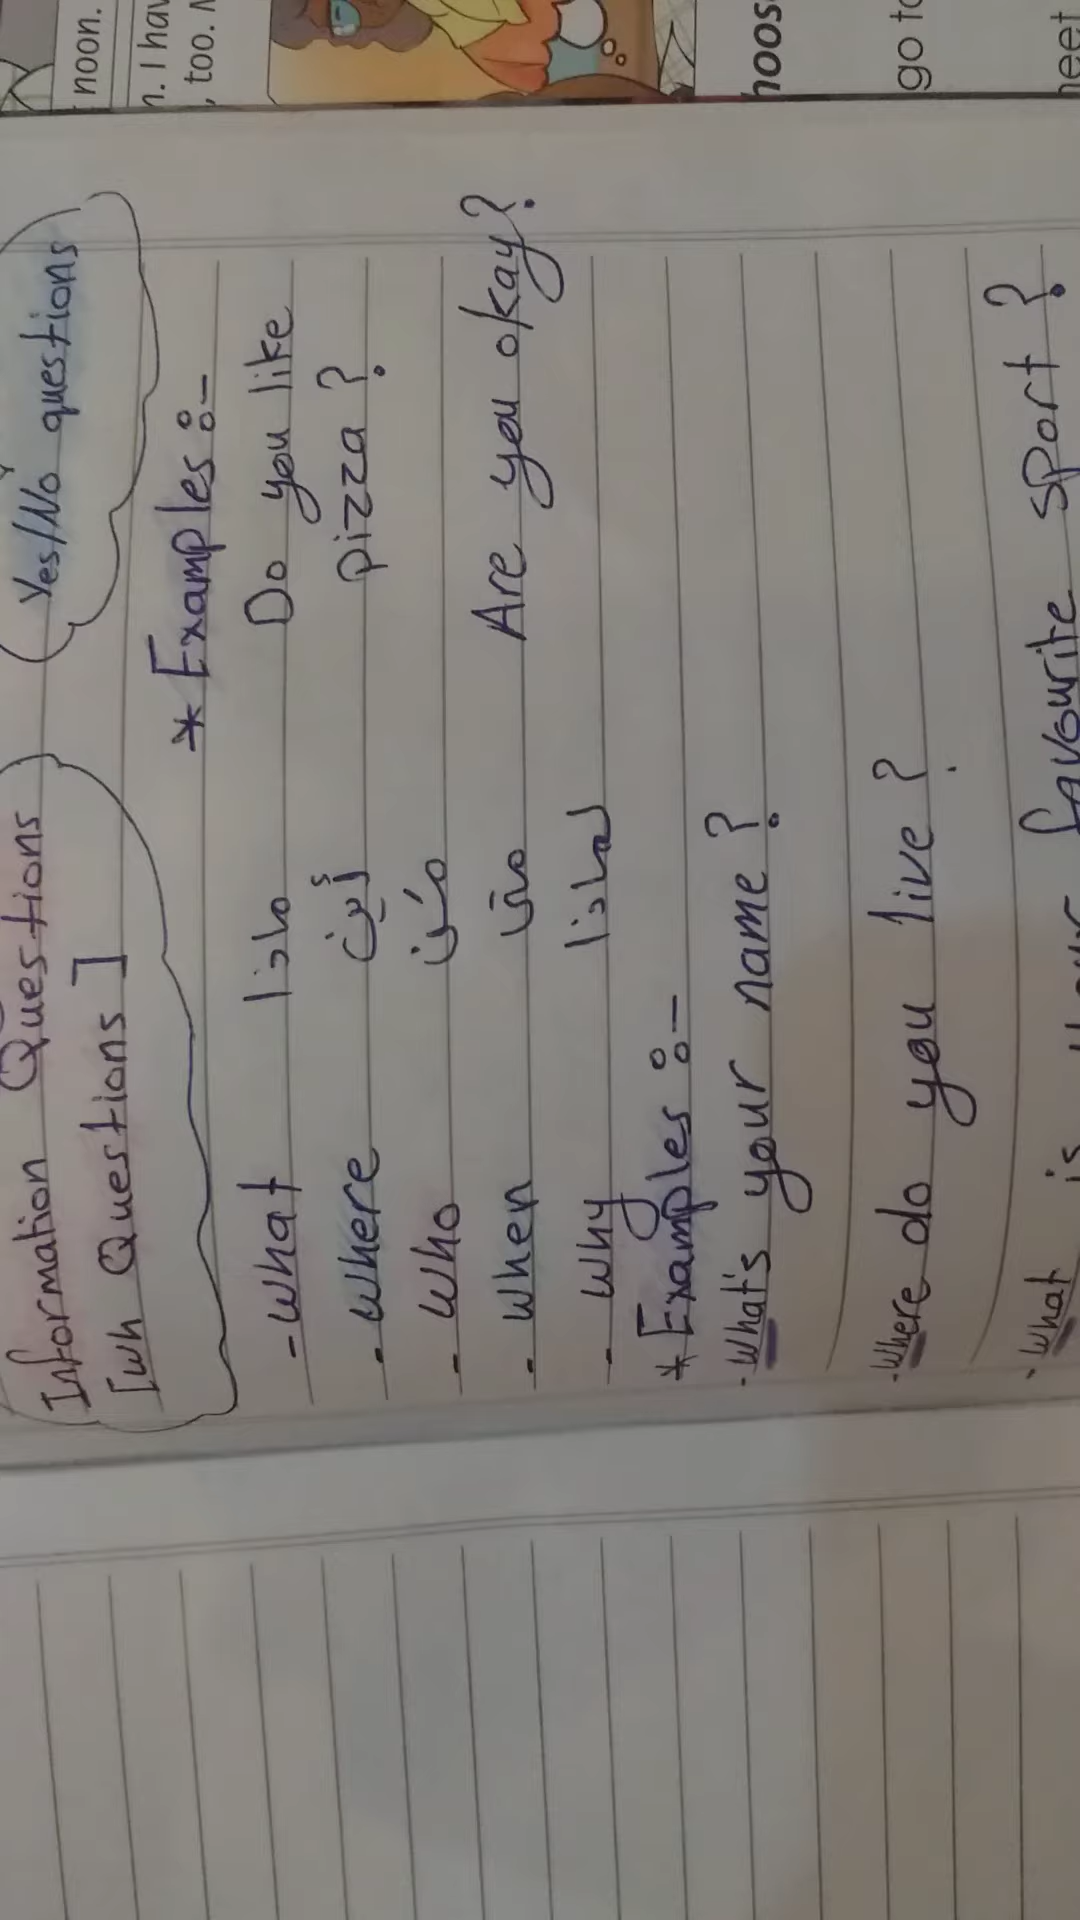 noon.
n. I hav
, too. N
hoos
go to
neet
Information Questions
[Wh Questions]
- What ماذا
- Where أين
- Who من
- When متى
- Why لماذا
* Examples :-
- What's your name?
- Where do you live?
- What is your favourite sport?
Yes/No questions
* Examples :-
Do you like
pizza?
Are you okay?